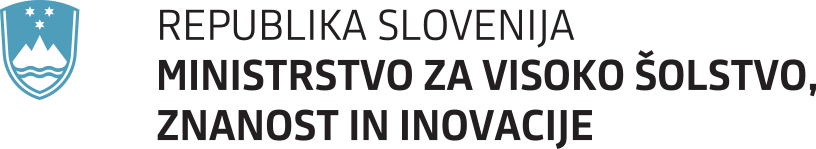 REPUBLIKA SLOVENIJA
MINISTRSTVO ZA VISOKO ŠOLSTVO,
ZNANOST IN INOVACIJE